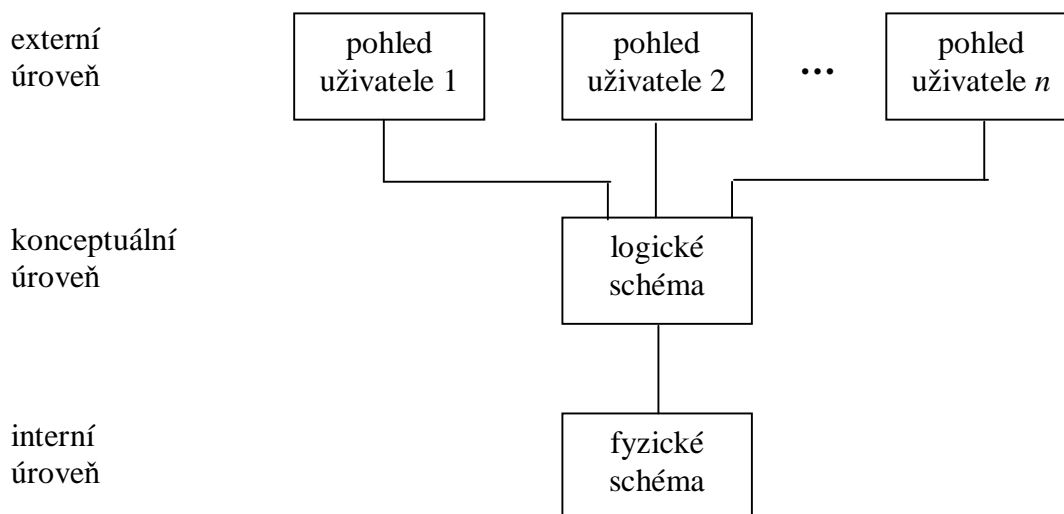 externí
úroveň
pohled
uživatele 1
pohled
uživatele 2
...
pohled
uživatele n
konceptuální
úroveň
logické
schéma
interní
úroveň
fyzické
schéma